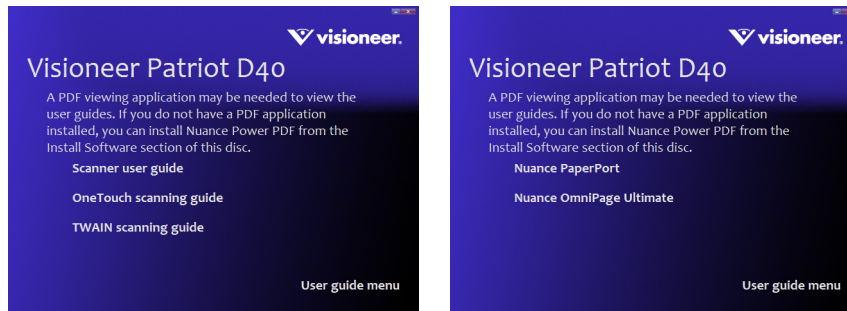 visioneer.
Visioneer Patriot D40
A PDF viewing application may be needed to view the
user guides. If you do not have a PDF application
installed, you can install Nuance Power PDF from the
Install Software section of this disc.
Scanner user guide
OneTouch scanning guide
TWAIN scanning guide
User guide menu
visioneer.
Visioneer Patriot D40
A PDF viewing application may be needed to view the
user guides. If you do not have a PDF application
installed, you can install Nuance Power PDF from the
Install Software section of this disc.
Nuance PaperPort
Nuance OmniPage Ultimate
User guide menu